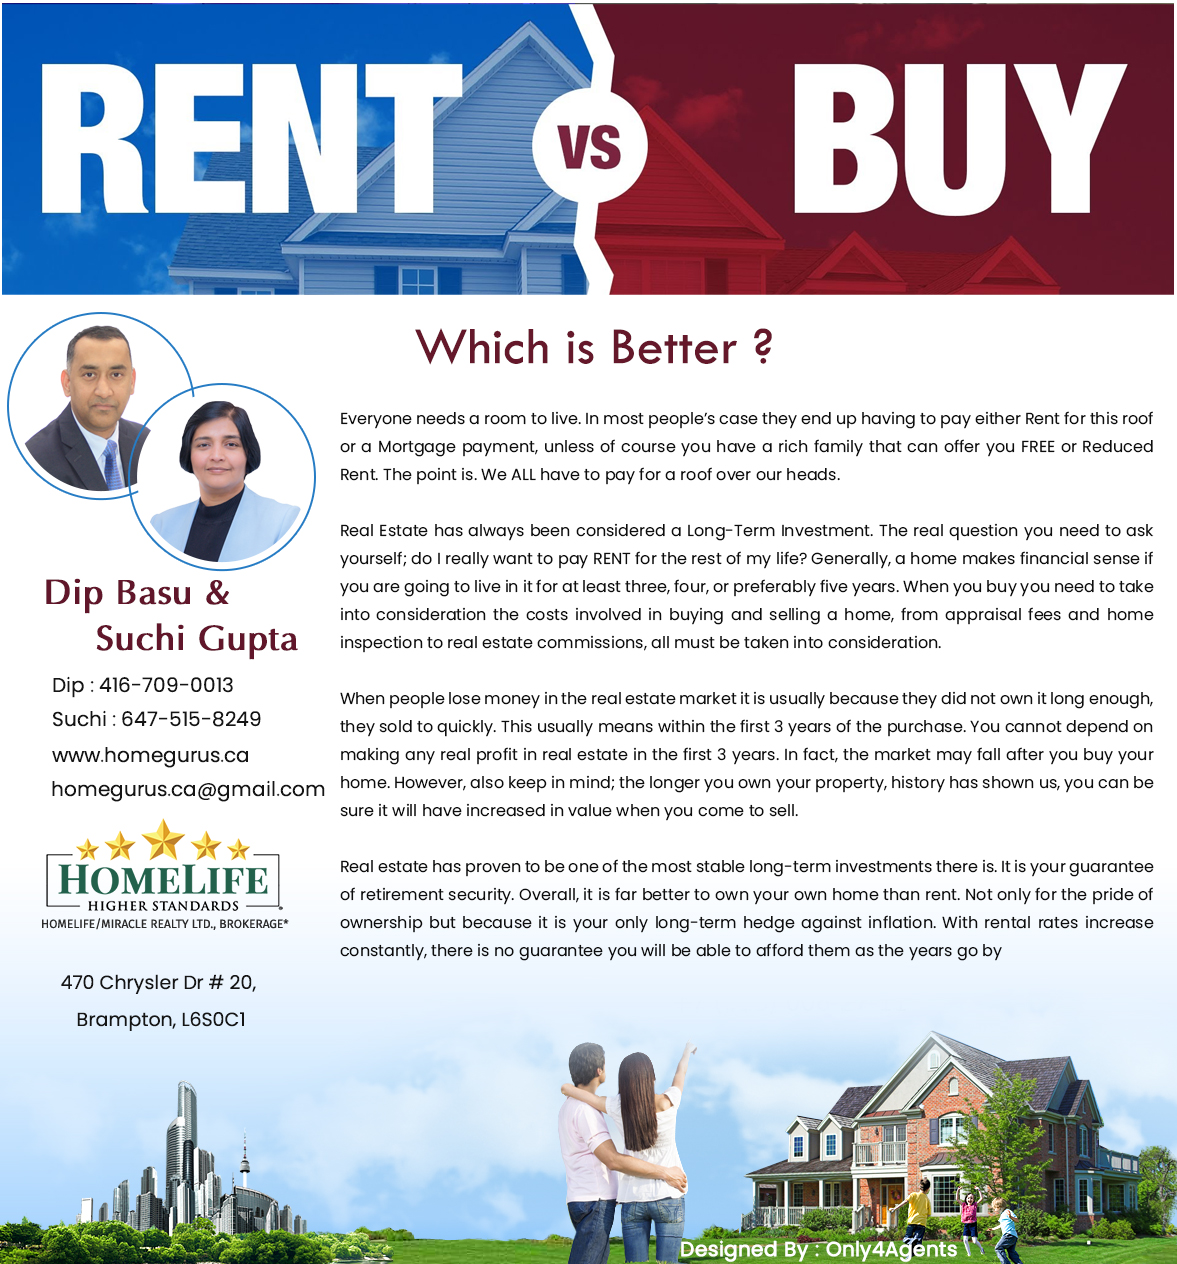 RENT VS BUY
Which is Better ?
Everyone needs a room to live. In most people’s case they end up having to pay either Rent for this roof
or a Mortgage payment, unless of course you have a rich family that can offer you FREE or Reduced
Rent. The point is. We ALL have to pay for a roof over our heads.
Real Estate has always been considered a Long-Term Investment. The real question you need to ask
yourself; do I really want to pay RENT for the rest of my life? Generally, a home makes financial sense if
you are going to live in it for at least three, four, or preferably five years. When you buy you need to take
into consideration the costs involved in buying and selling a home, from appraisal fees and home
inspection to real estate commissions, all must be taken into consideration.
When people lose money in the real estate market it is usually because they did not own it long enough,
they sold to quickly. This usually means within the first 3 years of the purchase. You cannot depend on
making any real profit in real estate in the first 3 years. In fact, the market may fall after you buy your
home. However, also keep in mind; the longer you own your property, history has shown us, you can be
sure it will have increased in value when you come to sell.
Real estate has proven to be one of the most stable long-term investments there is. It is your guarantee
of retirement security. Overall, it is far better to own your own home than rent. Not only for the pride of
ownership but because it is your only long-term hedge against inflation. With rental rates increase
constantly, there is no guarantee you will be able to afford them as the years go by
Dip Basu &
Suchi Gupta
Dip : 416-709-0013
Suchi : 647-515-8249
www.homegurus.ca
homegurus.ca@gmail.com
HOMELIFE
HIGHER STANDARDS
HOMELIFE/MIRACLE REALTY LTD., BROKERAGE*
470 Chrysler Dr # 20,
Brampton, L6S0C1
Designed By : Only4Agents